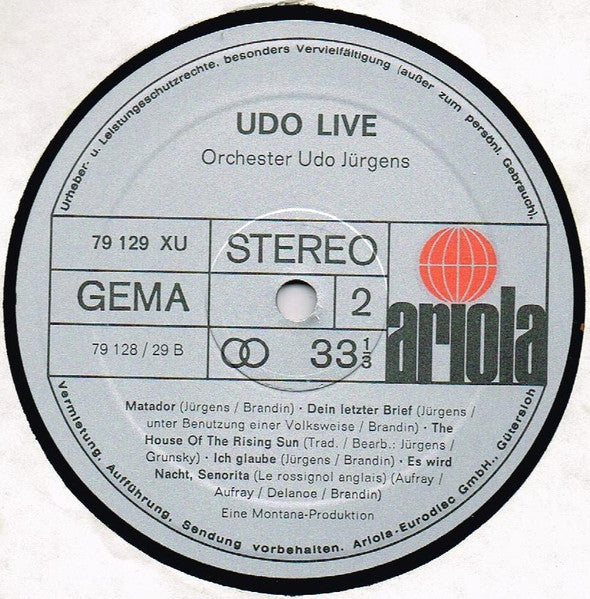 Urheber- u. Leistungsschutzrechte, besonders Vervielfältigung (außer zum persönl. Gebrauch),
UDO LIVE
Orchester Udo Jürgens
79 129 XU
STEREO
GEMA
2
ariola
79 128 / 29 B
33 1/3
Matador (Jürgens / Brandin) · Dein letzter Brief (Jürgens /
unter Benutzung einer Volksweise / Brandin) · The
House Of The Rising Sun (Trad. / Bearb.: Jürgens /
Grunsky) · Ich glaube (Jürgens / Brandin) · Es wird
Nacht, Senorita (Le rossignol anglais) (Aufray /
Aufray / Delanoe / Brandin)
Eine Montana-Produktion
Vermietung, Aufführung, Sendung vorbehalten. Ariola-Eurodisc GmbH., Gütersloh